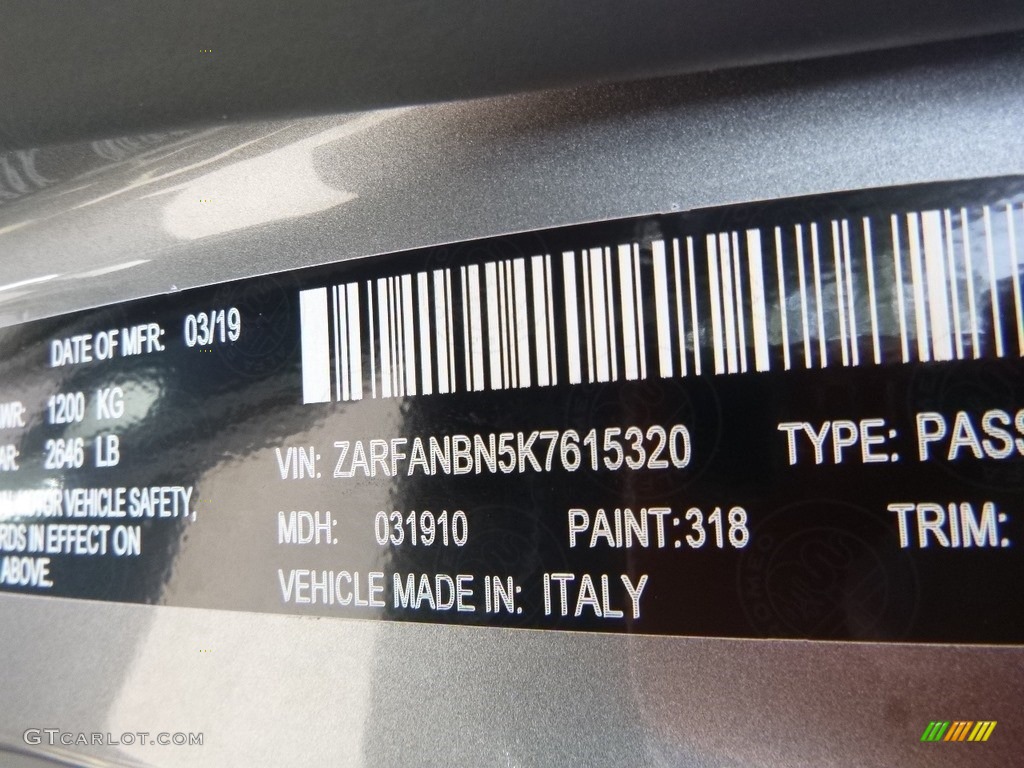 DATE OF MFR: 03/19
1200 KG
2646 LB
VEHICLE SAFETY,
IN EFFECT ON
ABOVE.
VIN: ZARFANBN5K7615320
TYPE:
MDH: 031910
PAINT:318
TRIM:
VEHICLE MADE IN: ITALY
GTCARLOT.COM